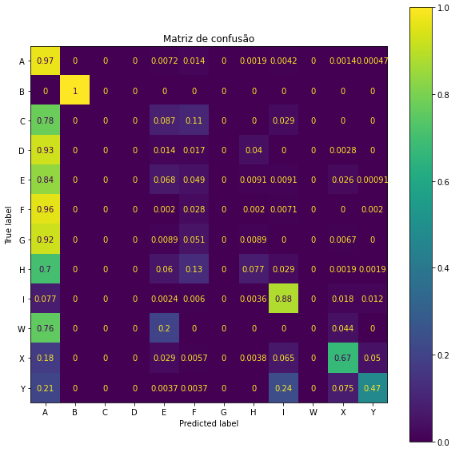 Matriz de confusão
1.0
A 0.97 0 0 0 0.0072 0.014 0 0.0019 0.0042 0 0.0014 0.00047
B 0 1 0 0 0 0 0 0 0 0 0 0
C 0.78 0 0 0 0.087 0.11 0 0 0.029 0 0 0
0.8
D 0.93 0 0 0 0.014 0.017 0 0.04 0 0 0.0028 0
E 0.84 0 0 0 0.068 0.049 0 0.0091 0.0091 0 0.026 0.00091
0.6
F 0.96 0 0 0 0.002 0.028 0 0.002 0.0071 0 0 0.002
True label
G 0.92 0 0 0 0.0089 0.051 0 0.0089 0 0 0.0067 0
0.4
H 0.7 0 0 0 0.06 0.13 0 0.077 0.029 0 0.0019 0.0019
I 0.077 0 0 0 0.0024 0.006 0 0.0036 0.88 0 0.018 0.012
W 0.76 0 0 0 0.2 0 0 0 0 0 0.044 0
0.2
X 0.18 0 0 0 0.029 0.0057 0 0.0038 0.065 0 0.67 0.05
Y 0.21 0 0 0 0.0037 0.0037 0 0 0.24 0 0.075 0.47
A B C D E F G H I W X Y
Predicted label
0.0